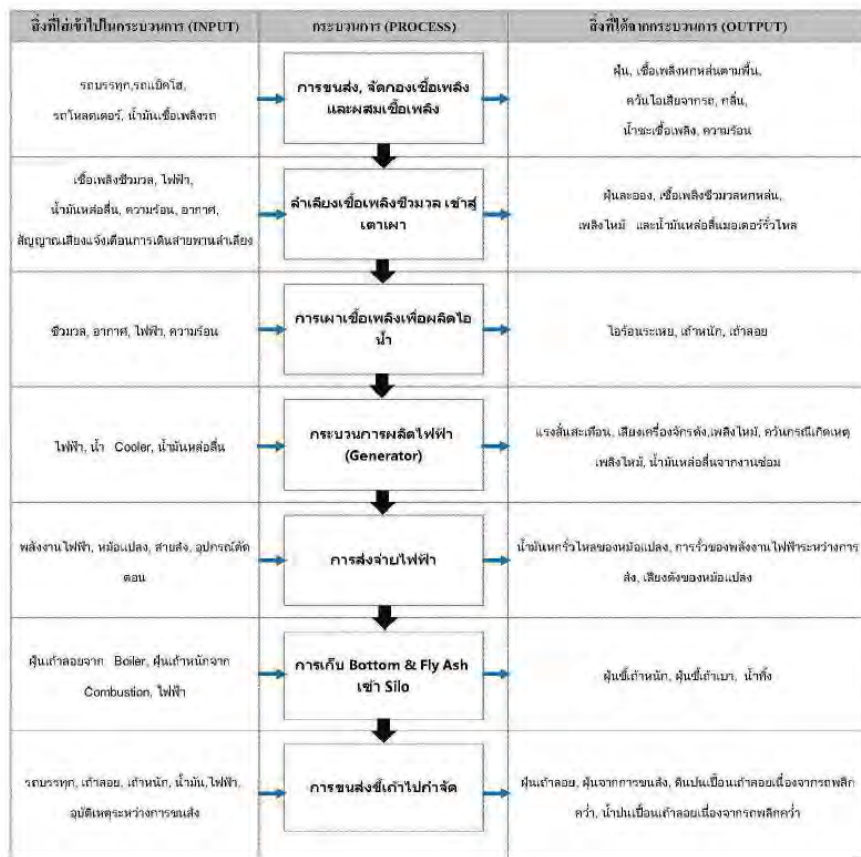 สิ่งที่ใส่เข้าไปในกระบวนการ (INPUT)
กระบวนการ (PROCESS)
สิ่งที่ได้จากกระบวนการ (OUTPUT)
รถบรรทุก,รถแบ็คโฮ,
รถโหลดเดอร์, น้ำมันเชื้อเพลิงรถ
การขนส่ง, จัดกองเชื้อเพลิง
และผสมเชื้อเพลิง
ฝุ่น, เชื้อเพลิงหกหล่นตามพื้น,
ควันไอเสียจากรถ, กลิ่น,
น้ำชะเชื้อเพลิง, ความร้อน
เชื้อเพลิงชีวมวล, ไฟฟ้า,
น้ำมันหล่อลื่น, ความร้อน, อากาศ,
สัญญาณเสียงแจ้งเตือนการเดินสายพานลำเลียง
ลำเลียงเชื้อเพลิงชีวมวล เข้าสู่
เตาเผา
ฝุ่นละออง, เชื้อเพลิงชีวมวลหกหล่น,
เพลิงไหม้ และน้ำมันหล่อลื่นมอเตอร์รั่วไหล
ชีวมวล, อากาศ, ไฟฟ้า, ความร้อน
การเผาเชื้อเพลิงเพื่อผลิตไอ
น้ำ
ไอร้อนระเหย, เถ้าหนัก, เถ้าลอย
ไฟฟ้า, น้ำ Cooler, น้ำมันหล่อลื่น
กระบวนการผลิตไฟฟ้า
(Generator)
แรงสั่นสะเทือน, เสียงเครื่องจักรดัง,เพลิงไหม้, ควันกรณีเกิดเหตุ
เพลิงไหม้, น้ำมันหล่อลื่นจากงานซ่อม
พลังงานไฟฟ้า, หม้อแปลง, สายส่ง, อุปกรณ์ตัด
ตอน
การส่งจ่ายไฟฟ้า
น้ำมันหกรั่วไหลของหม้อแปลง, การรั่วของพลังงานไฟฟ้าระหว่างการ
ส่ง, เสียงดังของหม้อแปลง
ฝุ่นเถ้าลอยจาก Boiler, ฝุ่นเถ้าหนักจาก
Combustion, ไฟฟ้า
การเก็บ Bottom & Fly Ash
เข้า Silo
ฝุ่นขี้เถ้าหนัก, ฝุ่นขี้เถ้าเบา, น้ำทิ้ง
รถบรรทุก, เถ้าลอย, เถ้าหนัก, น้ำมัน,ไฟฟ้า,
อุบัติเหตุระหว่างการขนส่ง
การขนส่งขี้เถ้าไปกำจัด
ฝุ่นเถ้าลอย, ฝุ่นจากการขนส่ง, ดินปนเปื้อนเถ้าลอยเนื่องจากรถพลิก
คว่ำ, น้ำปนเปื้อนเถ้าลอยเนื่องจากรถพลิกคว่ำ